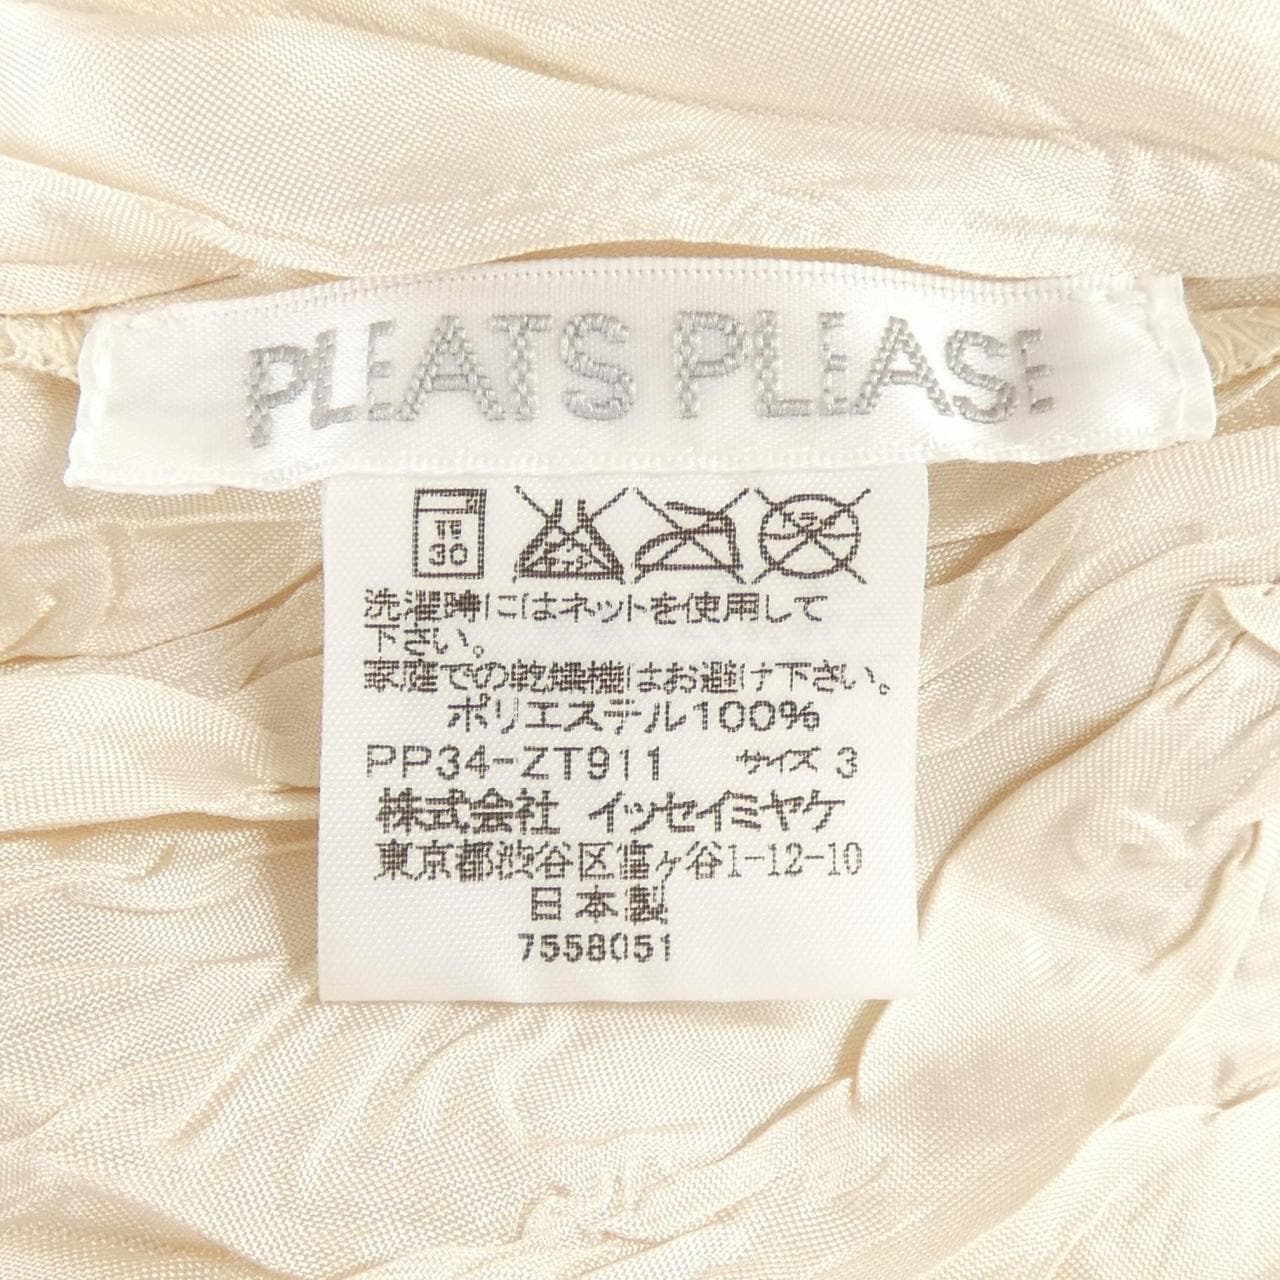 PLEATS PLEASE
弱 30
洗濯時にはネットを使用して
下さい。
家庭での乾燥機はお避け下さい。
ポリエステル100%
PP34-ZT911 サイズ 3
株式会社 イッセイミヤケ
東京都渋谷区富ヶ谷1-12-10
日本製
7558051